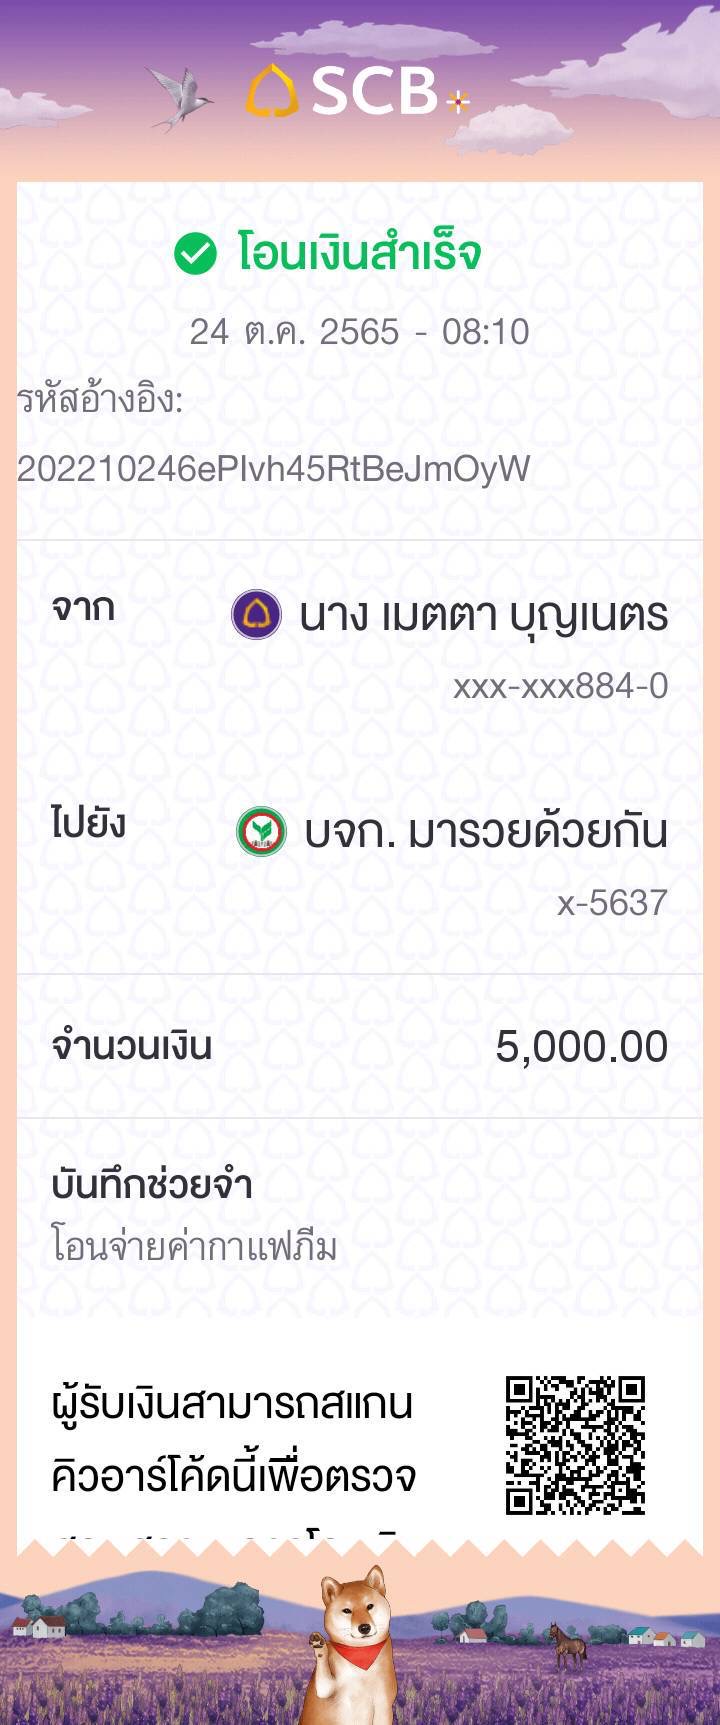 SCB
โอนเงินสำเร็จ
24 ต.ค. 2565 - 08:10
รหัสอ้างอิง:
202210246ePIvh45RtBeJmOyW
จาก
นาง เมตตา บุญเนตร
xxx-xxx884-0
ไปยัง
บจก. มารวยด้วยกัน
x-5637
จำนวนเงิน 5,000.00
บันทึกช่วยจำ
โอนจ่ายค่ากาแฟภีม
ผู้รับเงินสามารถสแกน
คิวอาร์โค้ดนี้เพื่อตรวจ